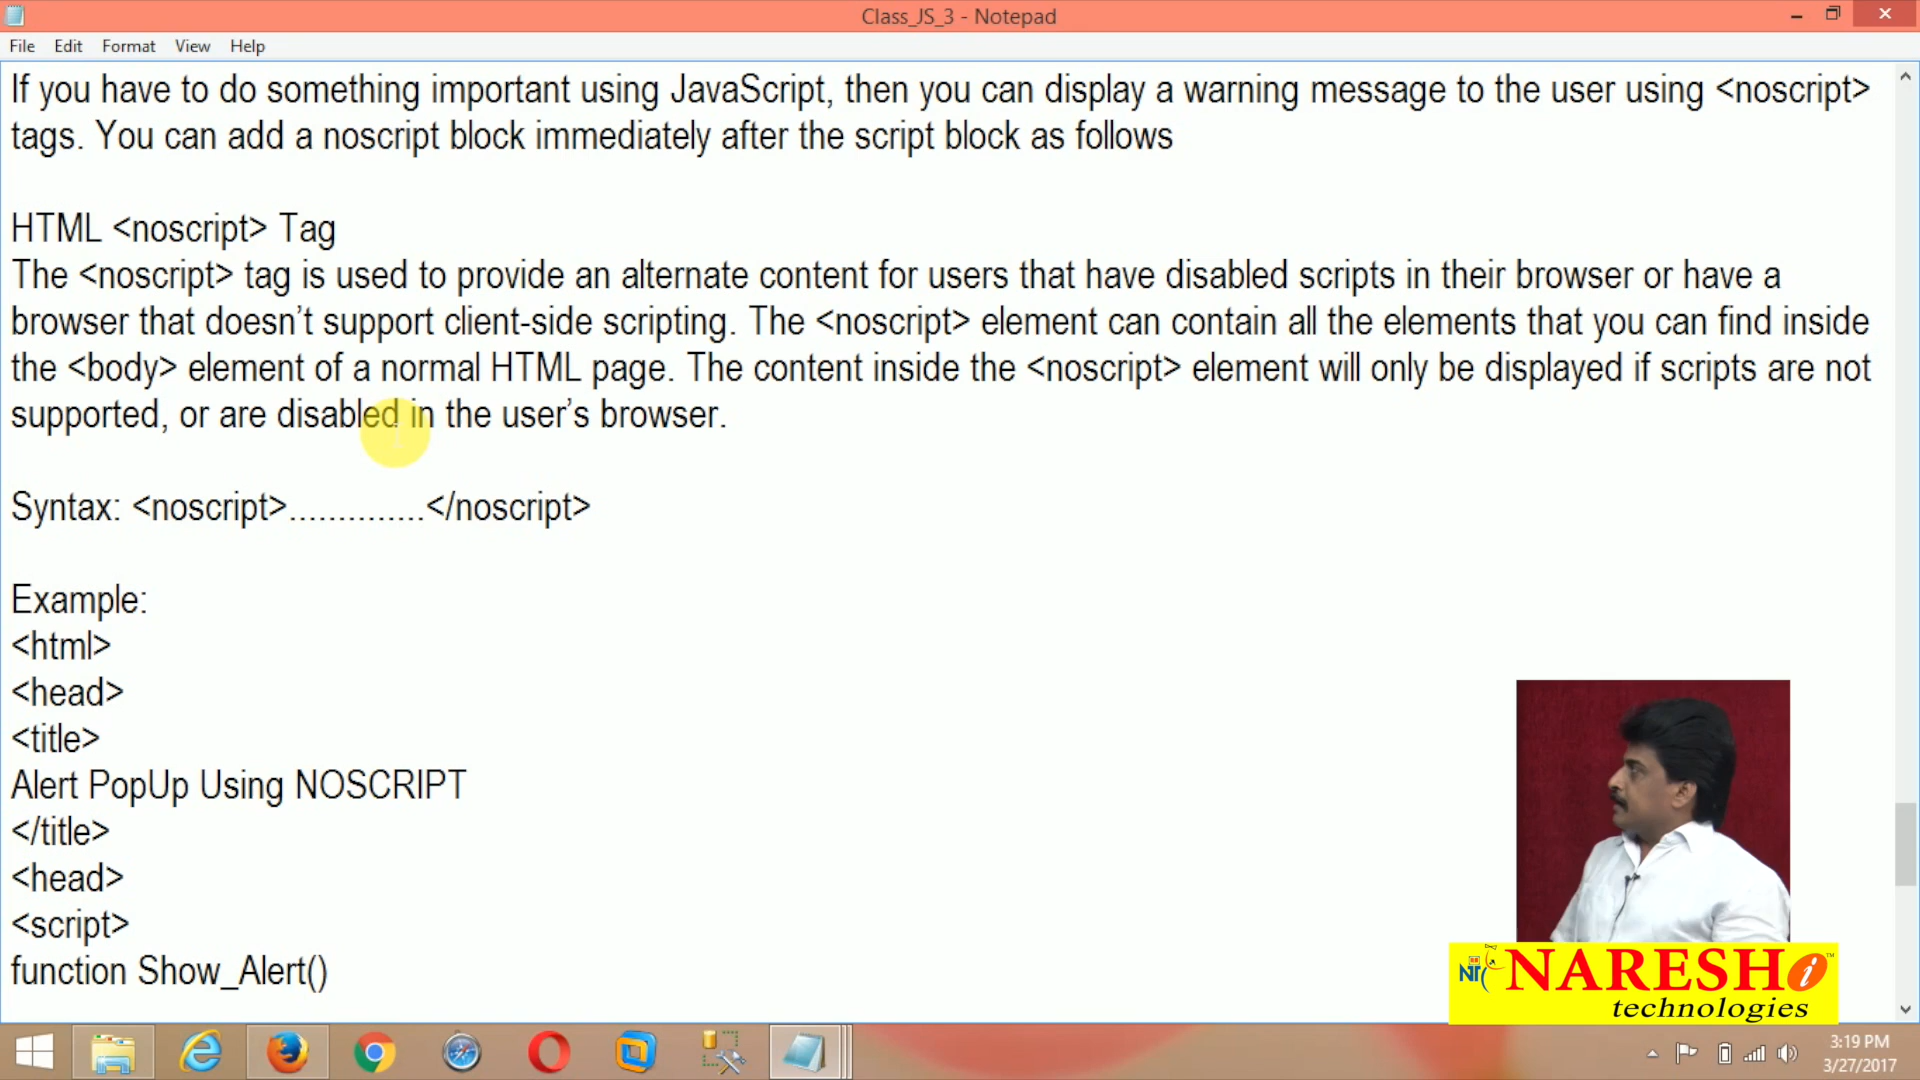 Class_JS_3 - Notepad
File Edit Format View Help
If you have to do something important using JavaScript, then you can display a warning message to the user using <noscript>
tags. You can add a noscript block immediately after the script block as follows
HTML <noscript> Tag
The <noscript> tag is used to provide an alternate content for users that have disabled scripts in their browser or have a
browser that doesn’t support client-side scripting. The <noscript> element can contain all the elements that you can find inside
the <body> element of a normal HTML page. The content inside the <noscript> element will only be displayed if scripts are not
supported, or are disabled in the user’s browser.
Syntax: <noscript>..............</noscript>
Example:
<html>
<head>
<title>
Alert PopUp Using NOSCRIPT
</title>
<head>
<script>
function Show_Alert()
NARESH i
technologies
3:19 PM
3/27/2017